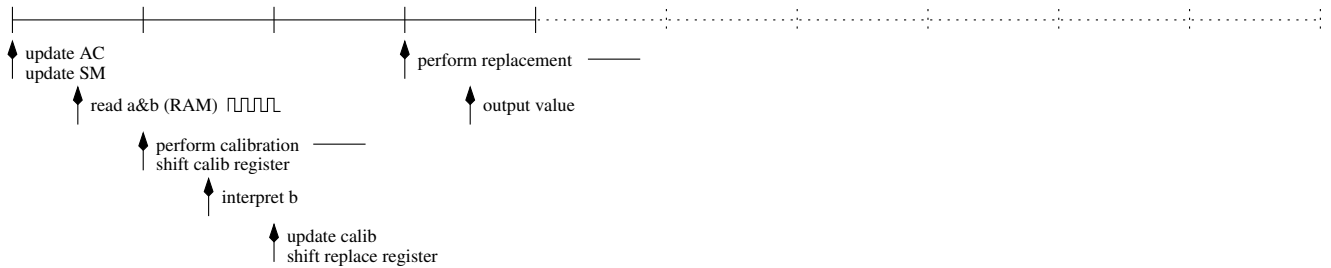 update AC
update SM
perform replacement
read a&b (RAM)
output value
perform calibration
shift calib register
interpret b
update calib
shift replace register